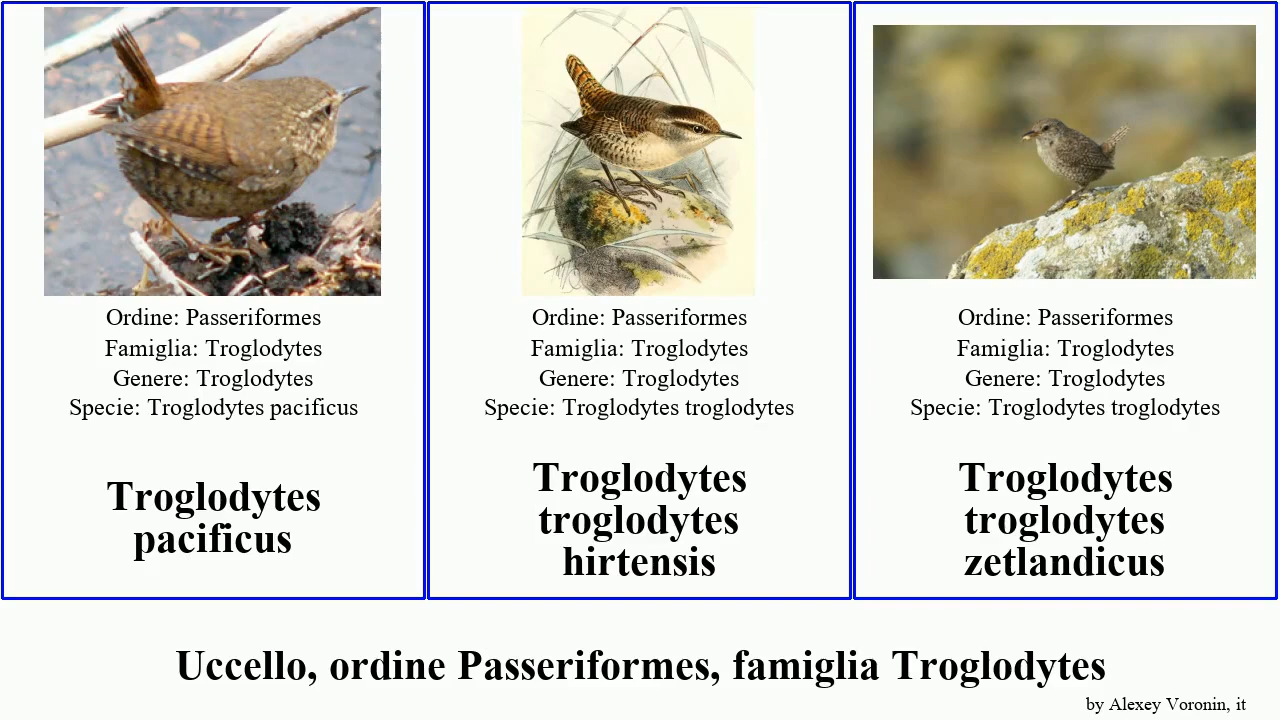 Ordine: Passeriformes
Famiglia: Troglodytes
Genere: Troglodytes
Specie: Troglodytes pacificus
Troglodytes
pacificus
Ordine: Passeriformes
Famiglia: Troglodytes
Genere: Troglodytes
Specie: Troglodytes troglodytes
Troglodytes
troglodytes
hirtensis
Ordine: Passeriformes
Famiglia: Troglodytes
Genere: Troglodytes
Specie: Troglodytes troglodytes
Troglodytes
troglodytes
zetlandicus
Uccello, ordine Passeriformes, famiglia Troglodytes
by Alexey Voronin, it